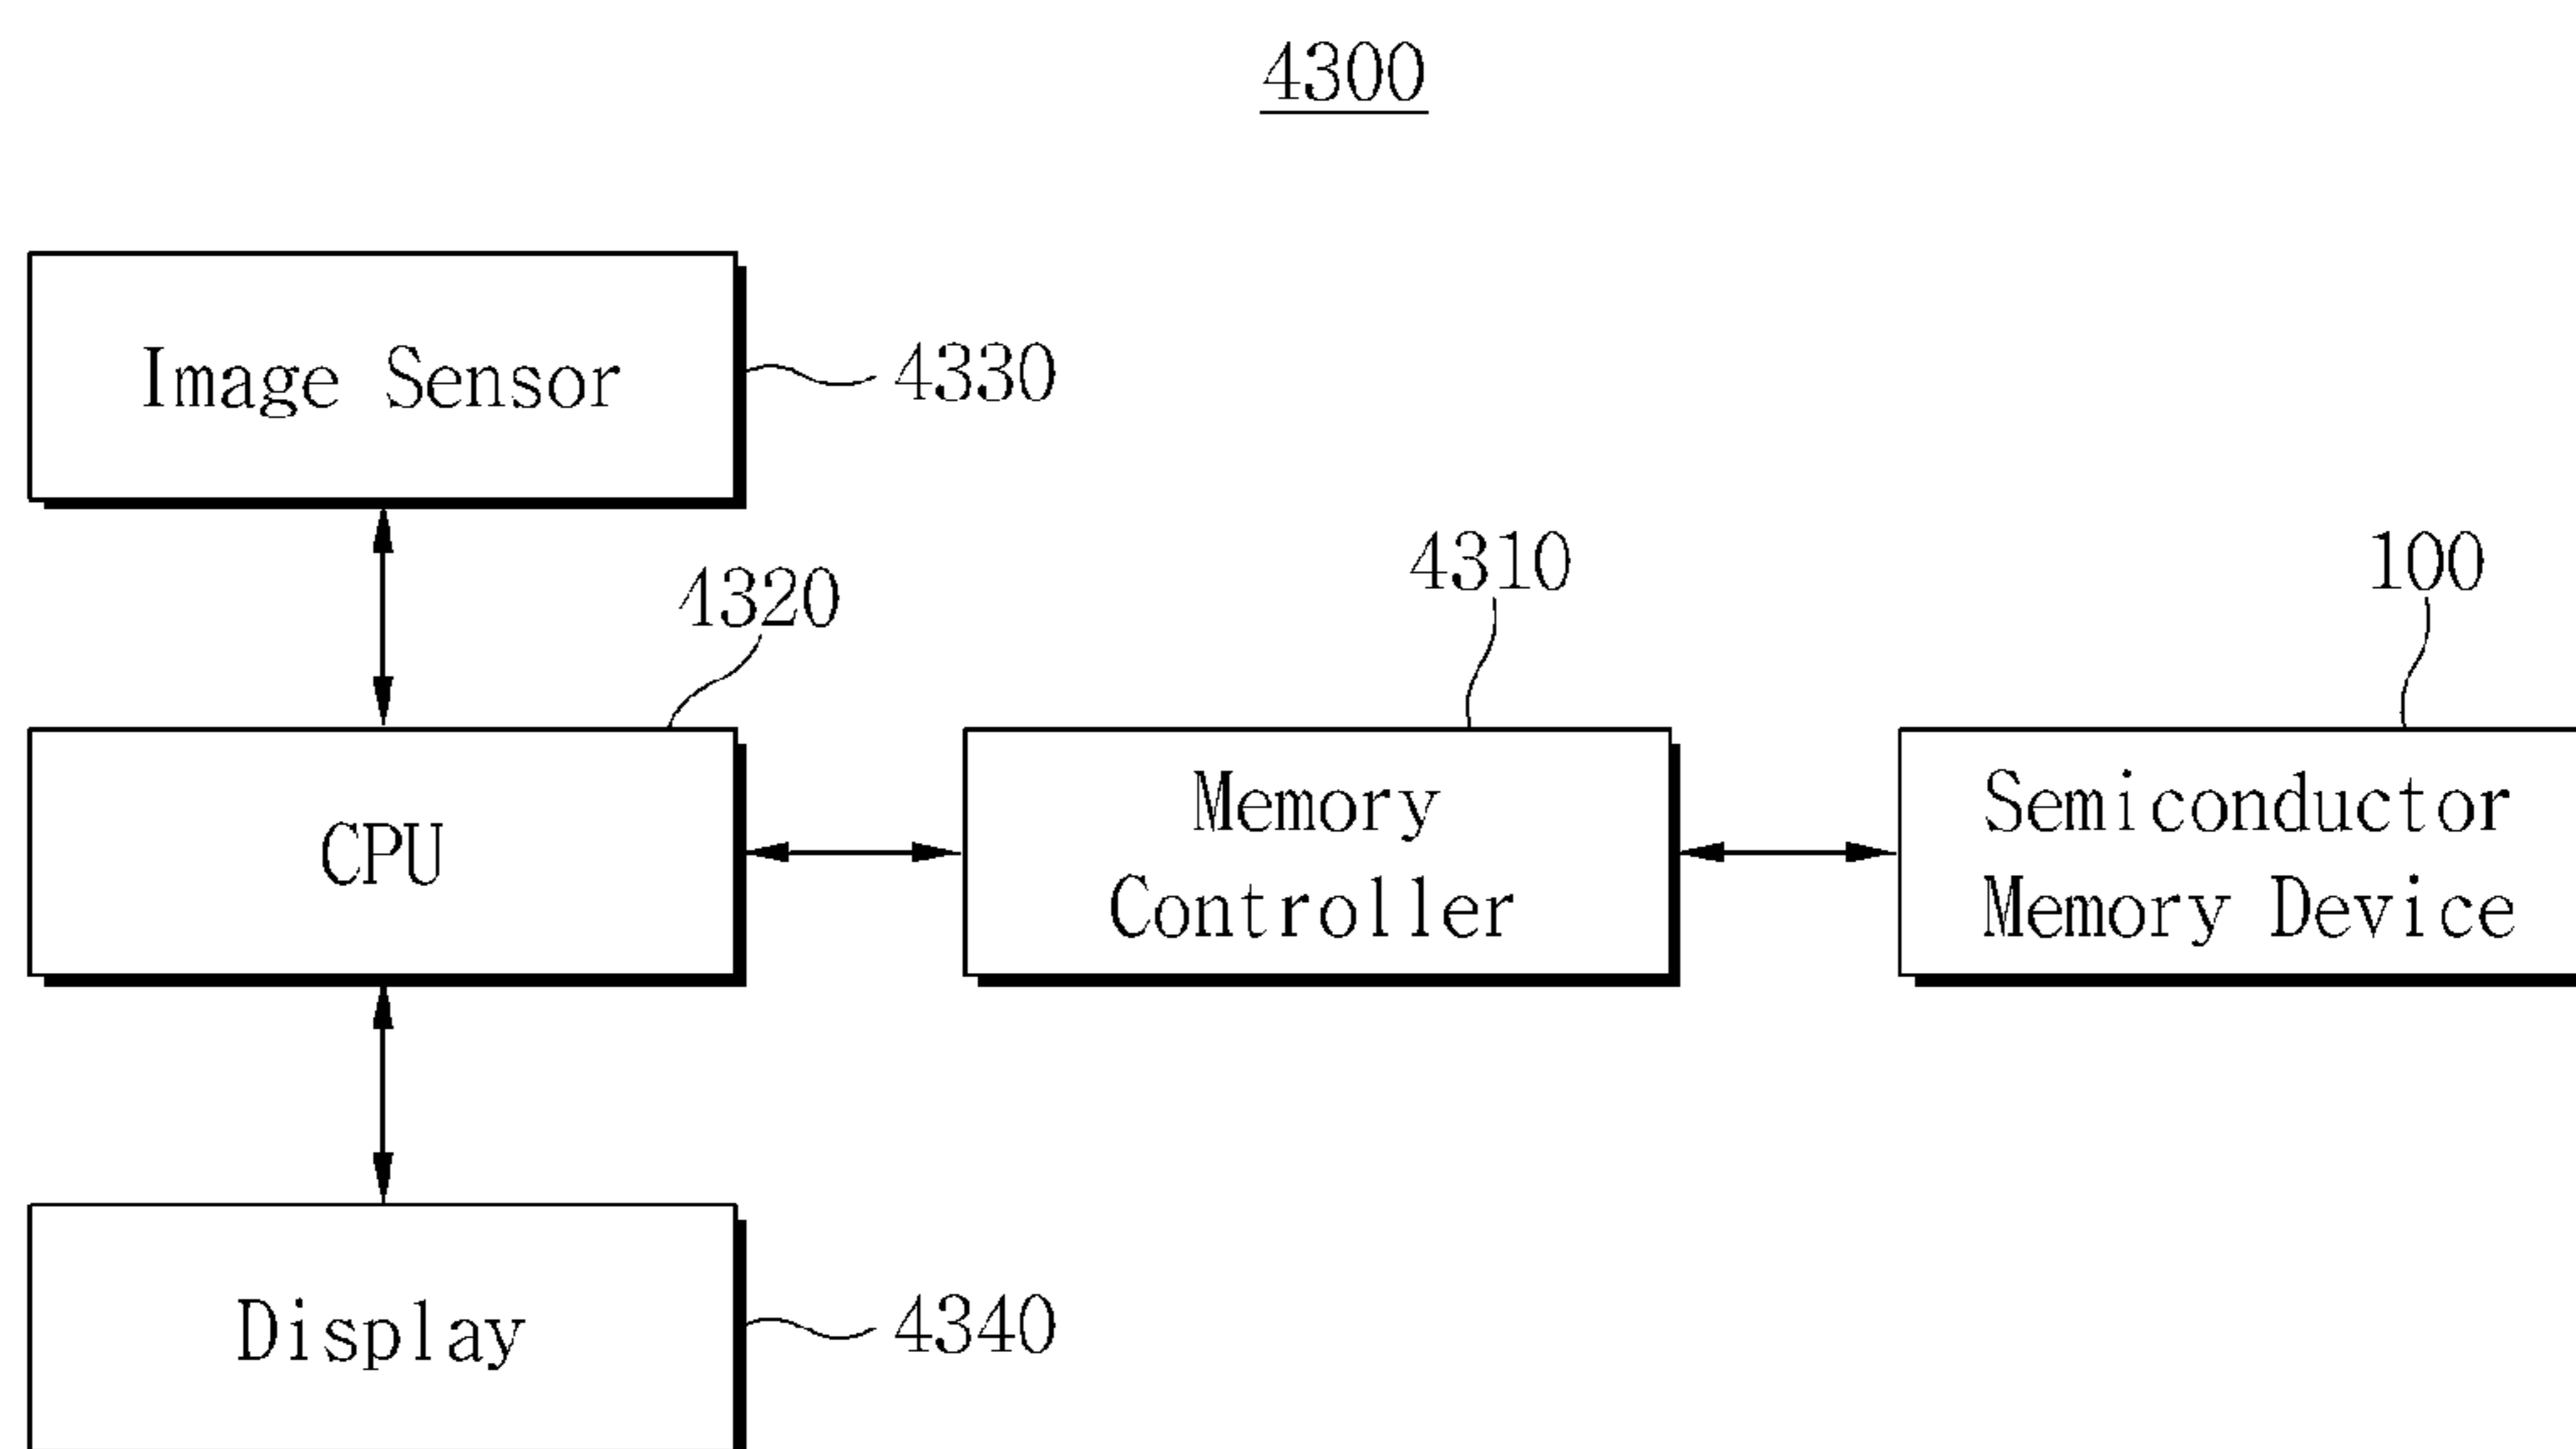 4300
Image Sensor
4330
4320
4310
100
CPU
Memory
Controller
Semiconductor
Memory Device
Display
4340